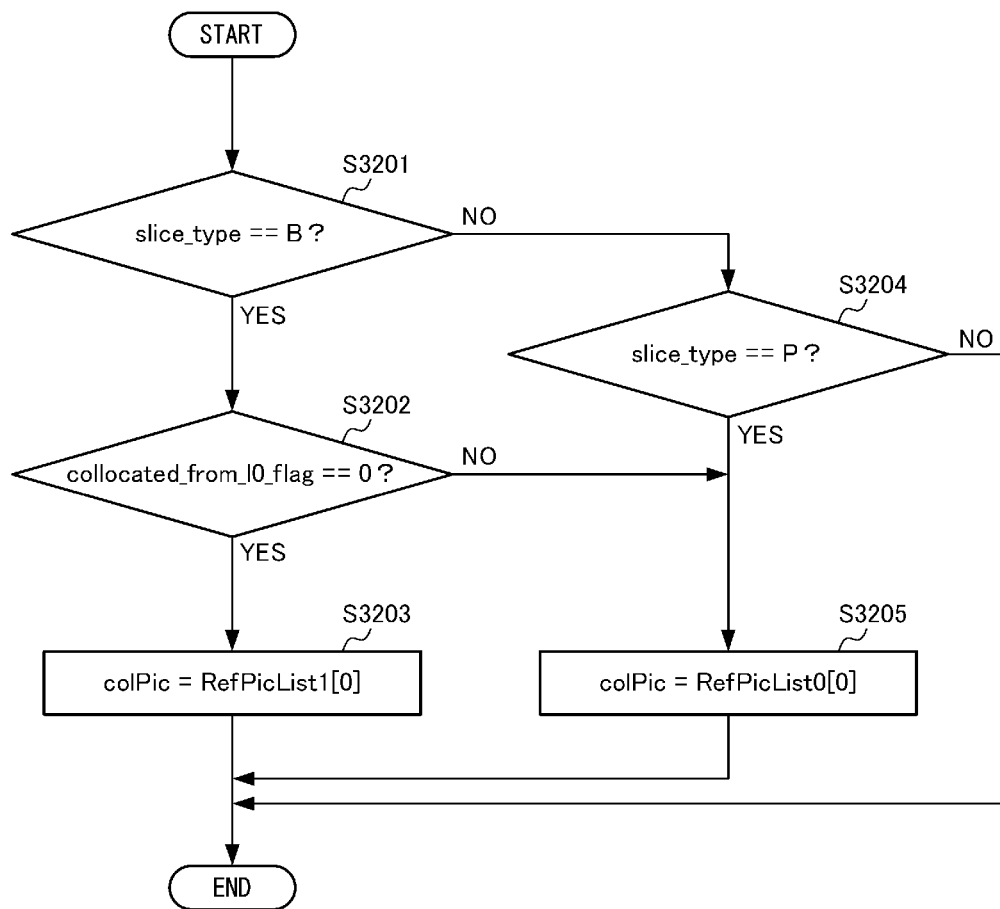 START
S3201
slice_type == B?
NO
YES
S3204
slice_type == P?
NO
YES
S3202
collocated_from_l0_flag == 0?
NO
YES
S3203
colPic = RefPicList1[0]
S3205
colPic = RefPicList0[0]
END